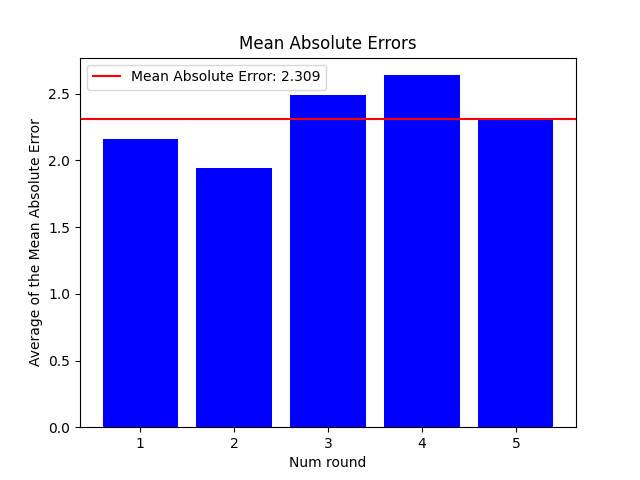 Mean Absolute Errors
Mean Absolute Error: 2.309
Average of the Mean Absolute Error
2.5
2.0
1.5
1.0
0.5
0.0
1 2 3 4 5
Num round